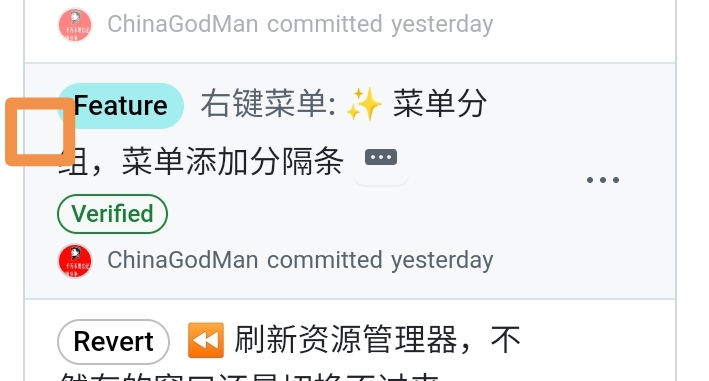 ChinaGodMan committed yesterday
Feature 右键菜单: ✨ 菜单分
组，菜单添加分隔条
Verified
ChinaGodMan committed yesterday
Revert ⏪ 刷新资源管理器，不